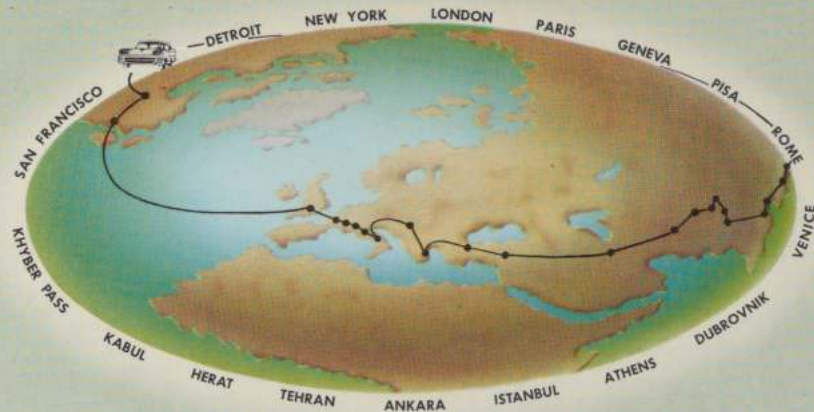 DETROIT
NEW YORK
LONDON
PARIS
GENEVA
PISA
ROME
VENICE
DUBROVNIK
ATHENS
ISTANBUL
ANKARA
TEHRAN
HERAT
KABUL
KHYBER PASS
SAN FRANCISCO